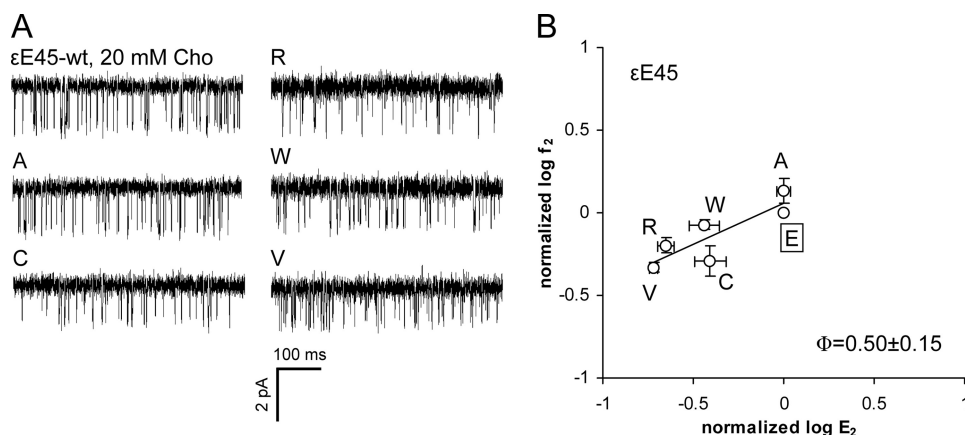 A
εE45-wt, 20 mM Cho
R
A
W
C
V
100 ms
2 pA
B
εE45
1
0.5
0
-0.5
-1
normalized log f2
A
W
R
E
C
V
Φ=0.50±0.15
-1 -0.5 0 0.5 1
normalized log E2